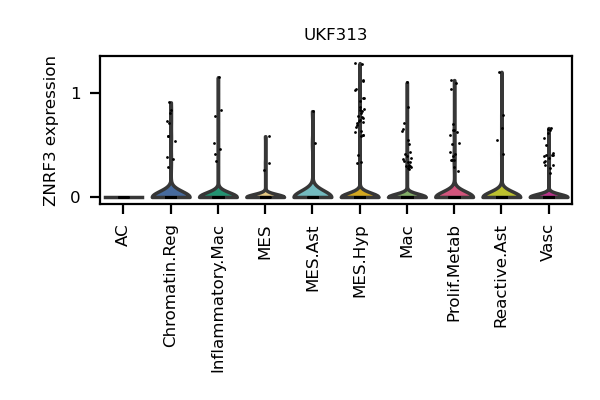 UKF313
ZNRF3 expression
1
0
AC
Chromatin.Reg
Inflammatory.Mac
MES
MES.Ast
MES.Hyp
Mac
Prolif.Metab
Reactive.Ast
Vasc